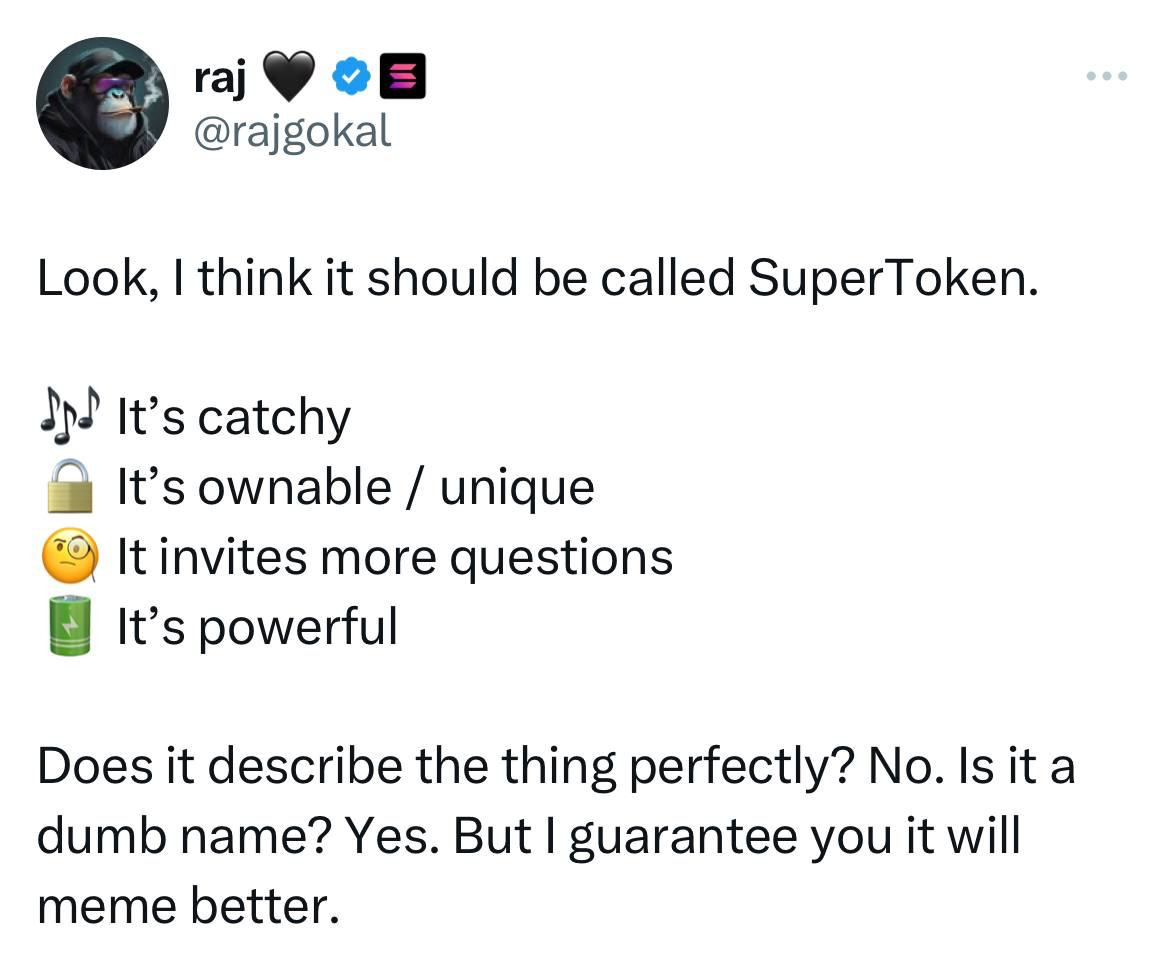 raj 🖤
@rajgokal
Look, I think it should be called SuperToken.
🎶 It’s catchy
🔒 It’s ownable / unique
🧐 It invites more questions
🔋 It’s powerful
Does it describe the thing perfectly? No. Is it a
dumb name? Yes. But I guarantee you it will
meme better.